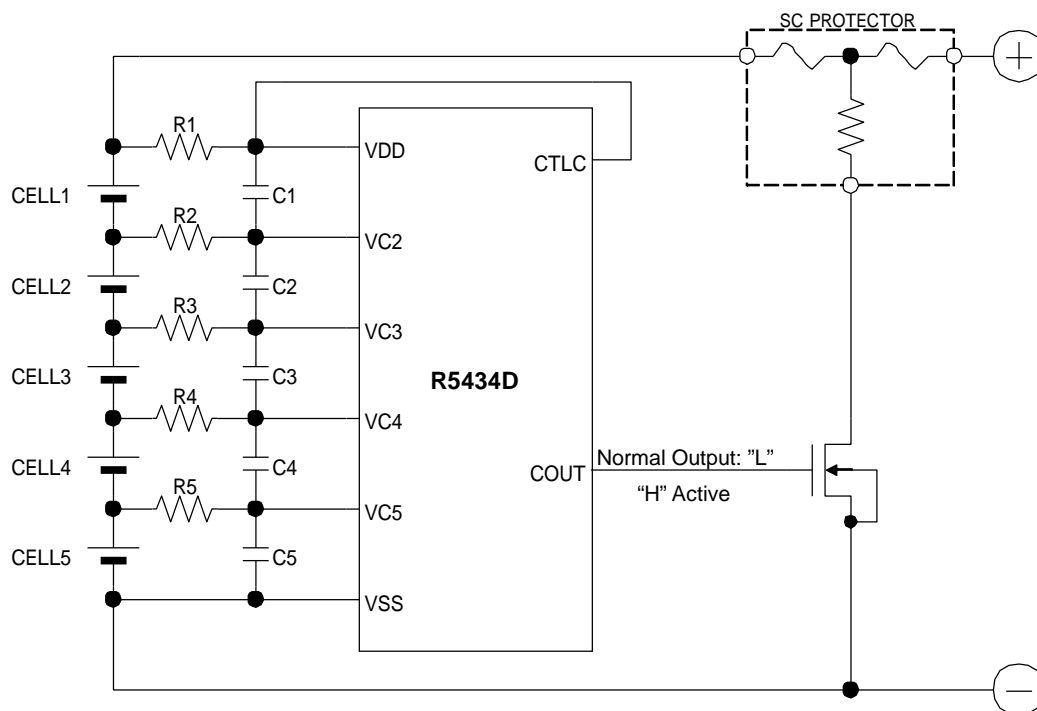 SC PROTECTOR
R1
VDD
CTLC
CELL1
C1
R2
VC2
CELL2
C2
R3
VC3
R5434D
CELL3
C3
R4
VC4
CELL4
C4
COUT
Normal Output: ”L”
“H” Active
R5
VC5
CELL5
C5
VSS